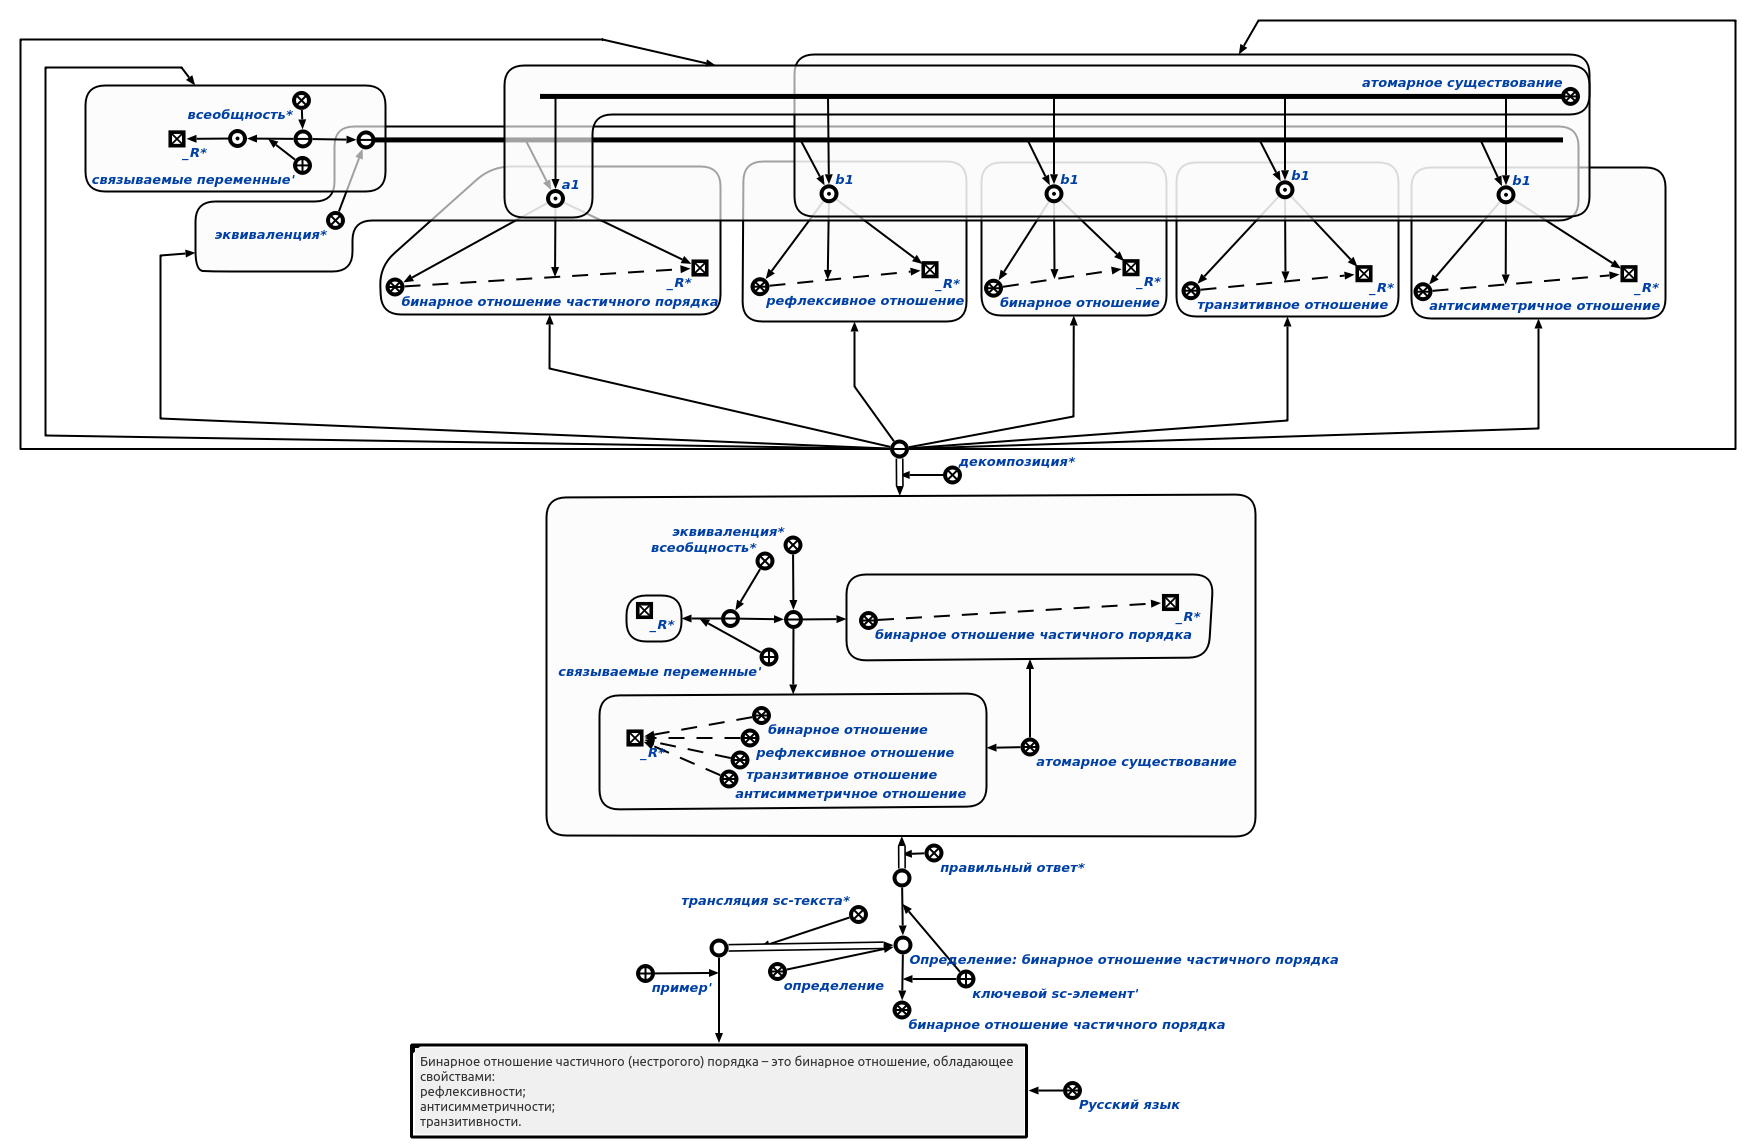 атомарное существование
всеобщность*
_R*
связываемые переменные'
a1
b1
b1
b1
b1
эквиваленция*
_R*
бинарное отношение частичного порядка
_R*
рефлексивное отношение
_R*
бинарное отношение
_R*
транзитивное отношение
_R*
антисимметричное отношение
декомпозиция*
эквиваленция*
всеобщность*
_R*
_R*
бинарное отношение частичного порядка
связываемые переменные'
бинарное отношение
_R*
рефлексивное отношение
транзитивное отношение
антисимметричное отношение
атомарное существование
правильный ответ*
трансляция sc-текста*
Определение: бинарное отношение частичного порядка
пример'
определение
ключевой sc-элемент'
бинарное отношение частичного порядка
Бинарное отношение частичного (нестрогого) порядка – это бинарное отношение, обладающее
свойствами:
рефлексивности;
антисимметричности;
транзитивности.
Русский язык